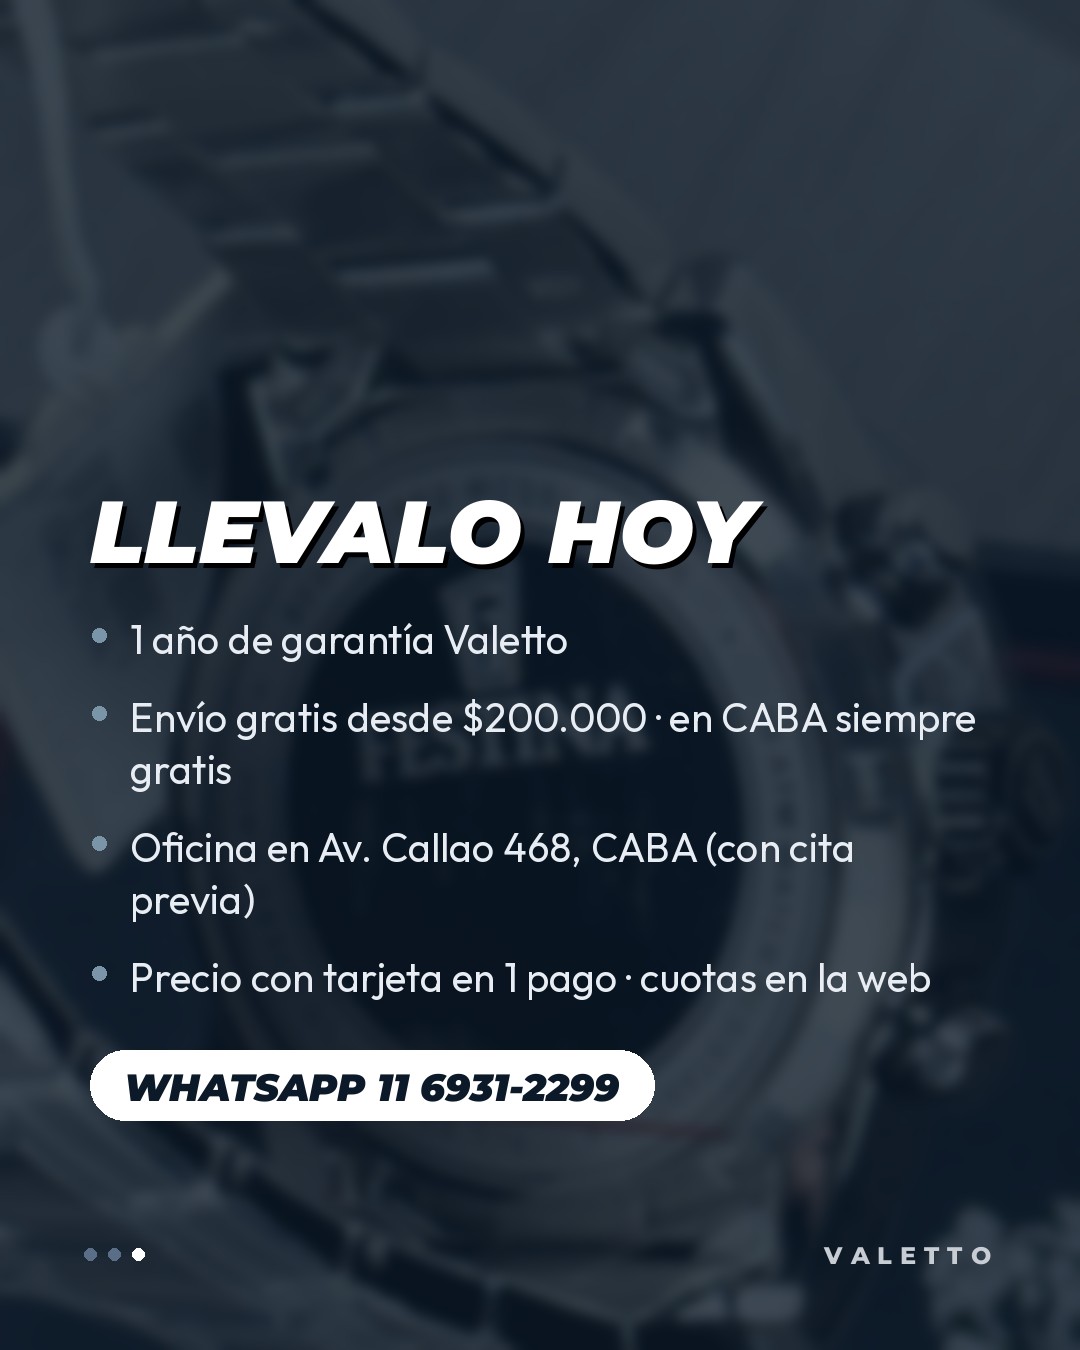 LLEVALO HOY
1 año de garantía Valetto
Envío gratis desde $200.000 · en CABA siempre
gratis
FESTINA
Oficina en Av. Callao 468, CABA (con cita
previa)
Precio con tarjeta en 1 pago · cuotas en la web
WHATSAPP 11 6931-2299
VALETTO